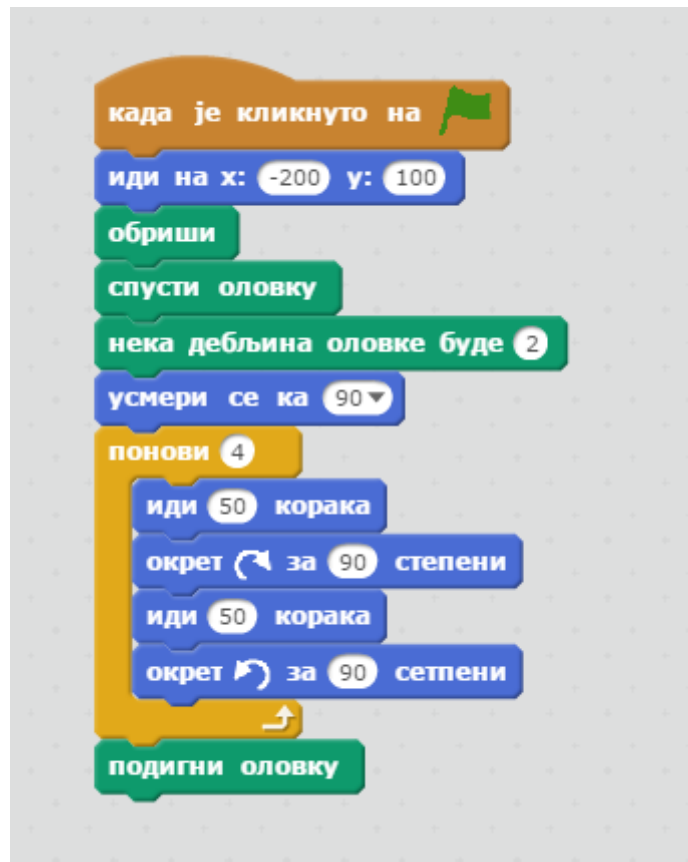 када је кликнуто на
иди на x: -200 y: 100
обриши
спусти оловку
нека дебљина оловке буде 2
усмери се ка 90
понови 4
иди 50 корака
окрет за 90 степени
иди 50 корака
окрет за 90 сетпени
подигни оловку